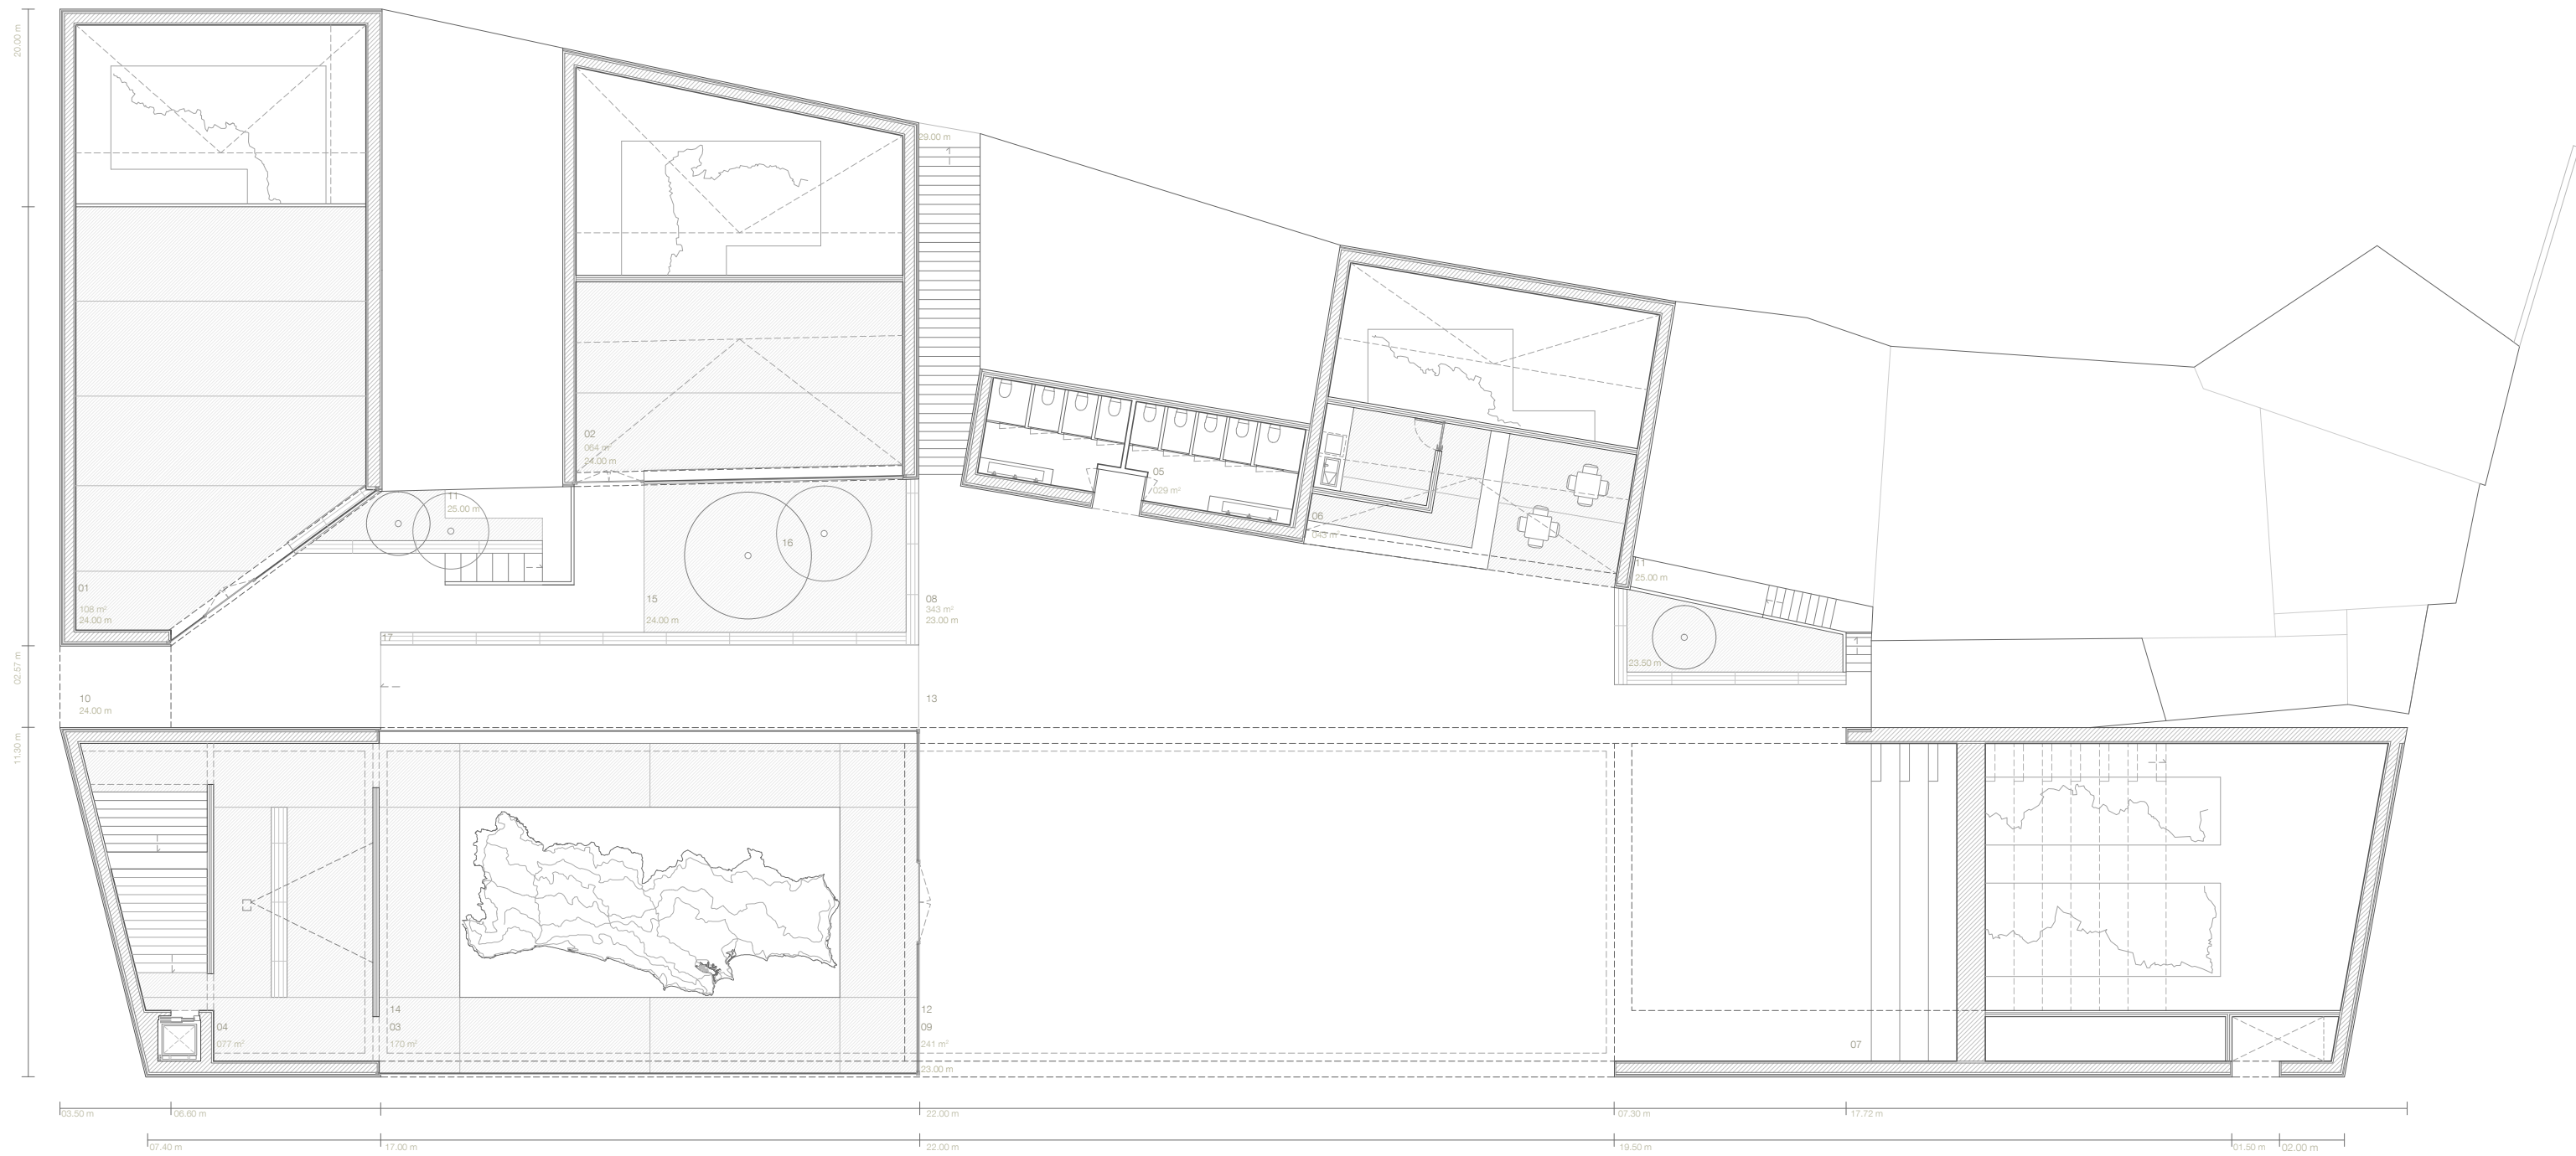 20.00 m
29.00 m
02
064 m²
24.00 m
05
029 m²
11
25.00 m
16
06
043 m²
11
25.00 m
01
108 m²
24.00 m
15
24.00 m
08
343 m²
23.00 m
17
23.50 m
02.57 m
10
24.00 m
13
11.30 m
14
03
170 m²
04
077 m²
12
09
241 m²
23.00 m
07
03.50 m
06.60 m
22.00 m
07.30 m
17.72 m
07.40 m
17.00 m
22.00 m
19.50 m
01.50 m
02.00 m